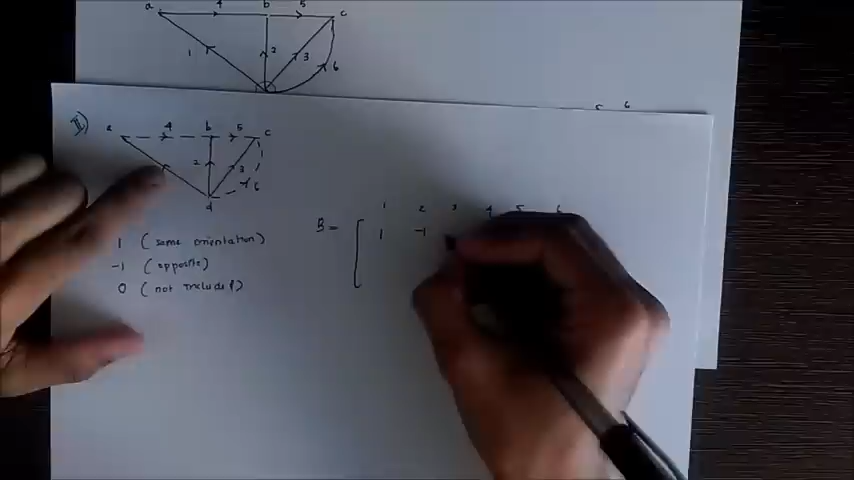 a 4 b 5 c
1 2 3 6
c 6
I) a 4 b 5 c
2 3 6
d
1 (same orientation)
-1 (opposite)
0 (not included)
1 2 3 4 5 6
B = [ 1 -1